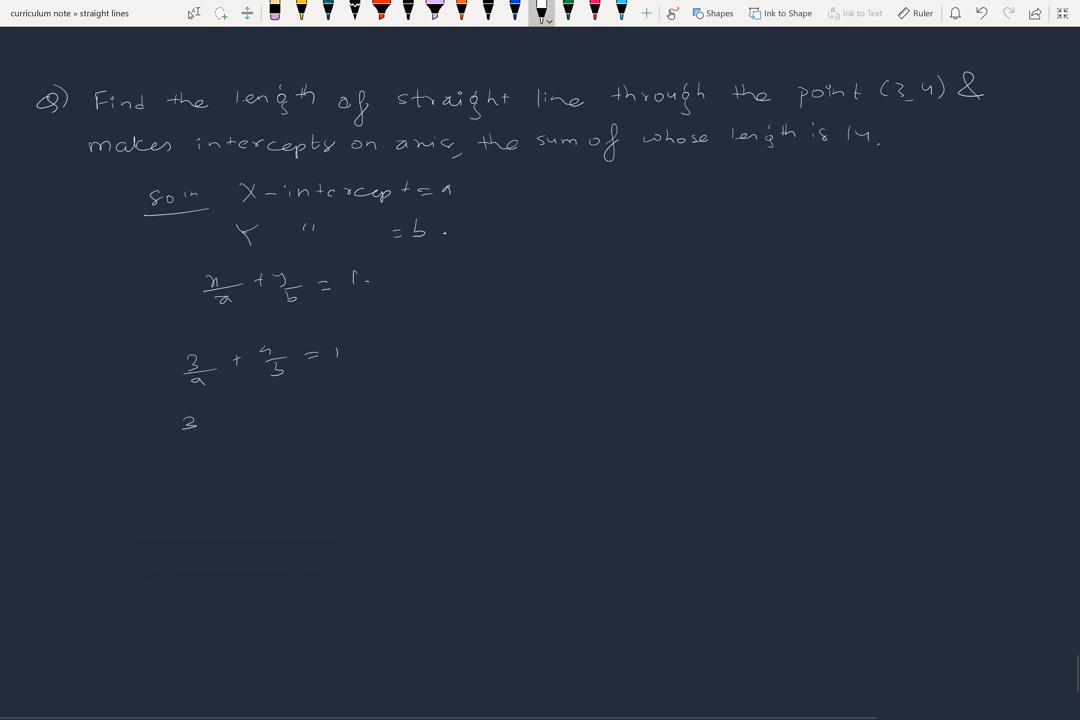 curriculum note » straight lines
Shapes Ink to Shape Ink to Text Ruler
Q) Find the length of straight line through the point (3,4) &
makes intercepts on axis, the sum of whose length is 14.
soln X-intercept = a
Y " = b.
x/a + y/b = 1.
3/a + 4/3 = 1
3